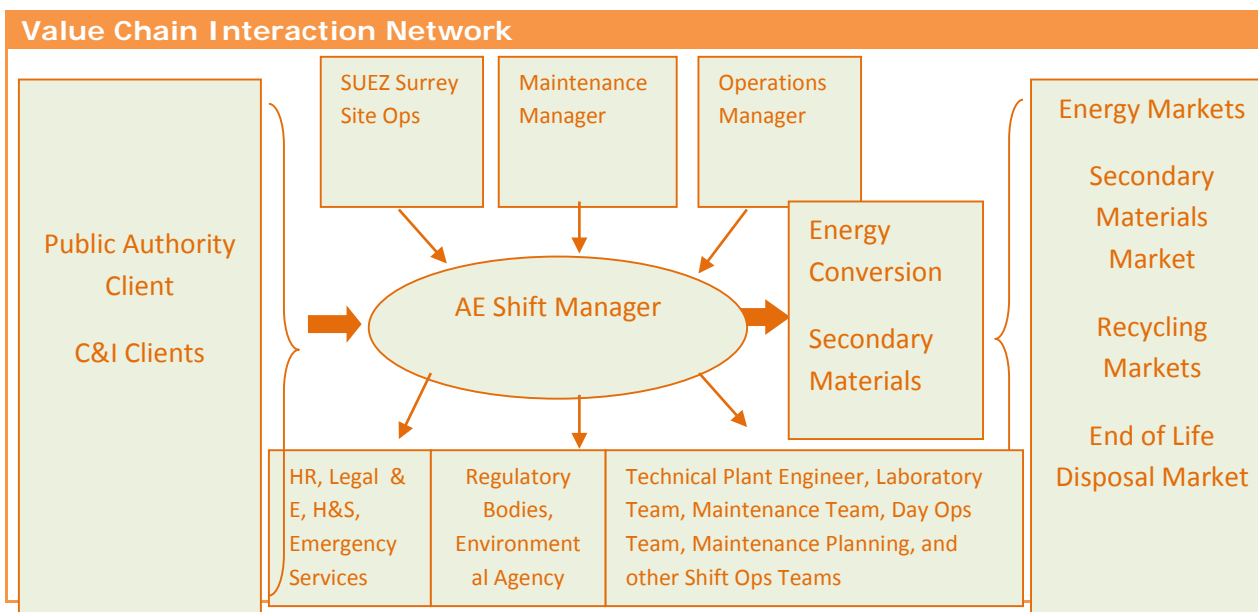 Value Chain Interaction Network
Public Authority
Client
C&I Clients
SUEZ Surrey
Site Ops
Maintenance
Manager
Operations
Manager
AE Shift Manager
Energy
Conversion
Secondary
Materials
Energy Markets
Secondary
Materials
Market
Recycling
Markets
End of Life
Disposal Market
HR, Legal &
E, H&S,
Emergency
Services
Regulatory
Bodies,
Environment
al Agency
Technical Plant Engineer, Laboratory
Team, Maintenance Team, Day Ops
Team, Maintenance Planning, and
other Shift Ops Teams